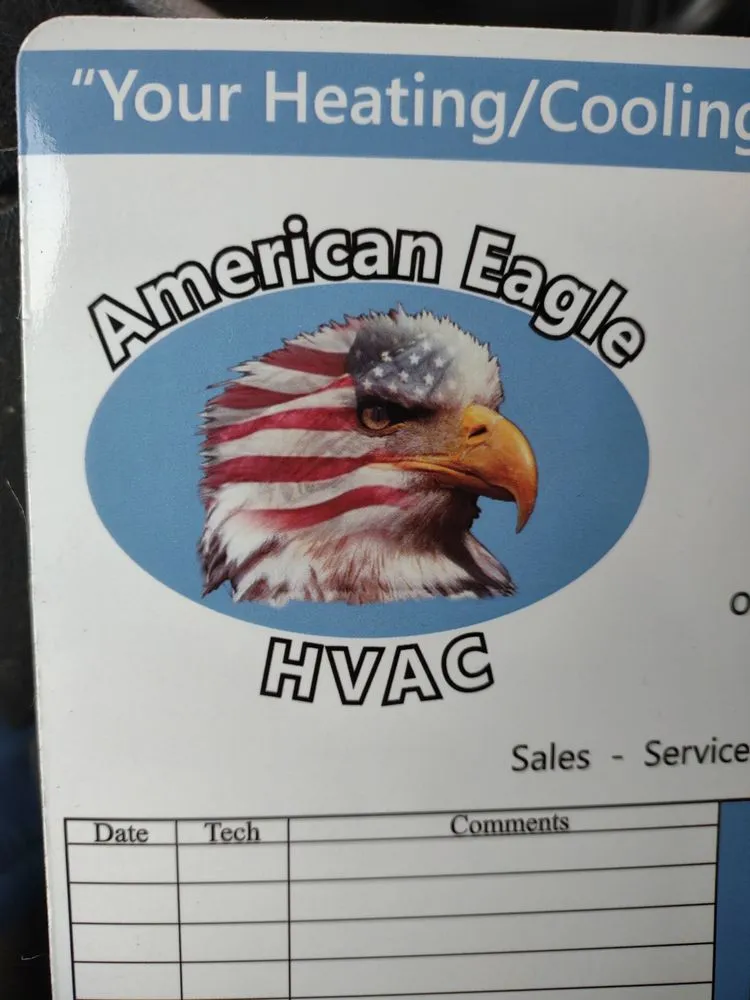 "Your Heating/Cooling
American Eagle
HVAC
Sales - Service
Date Tech Comments